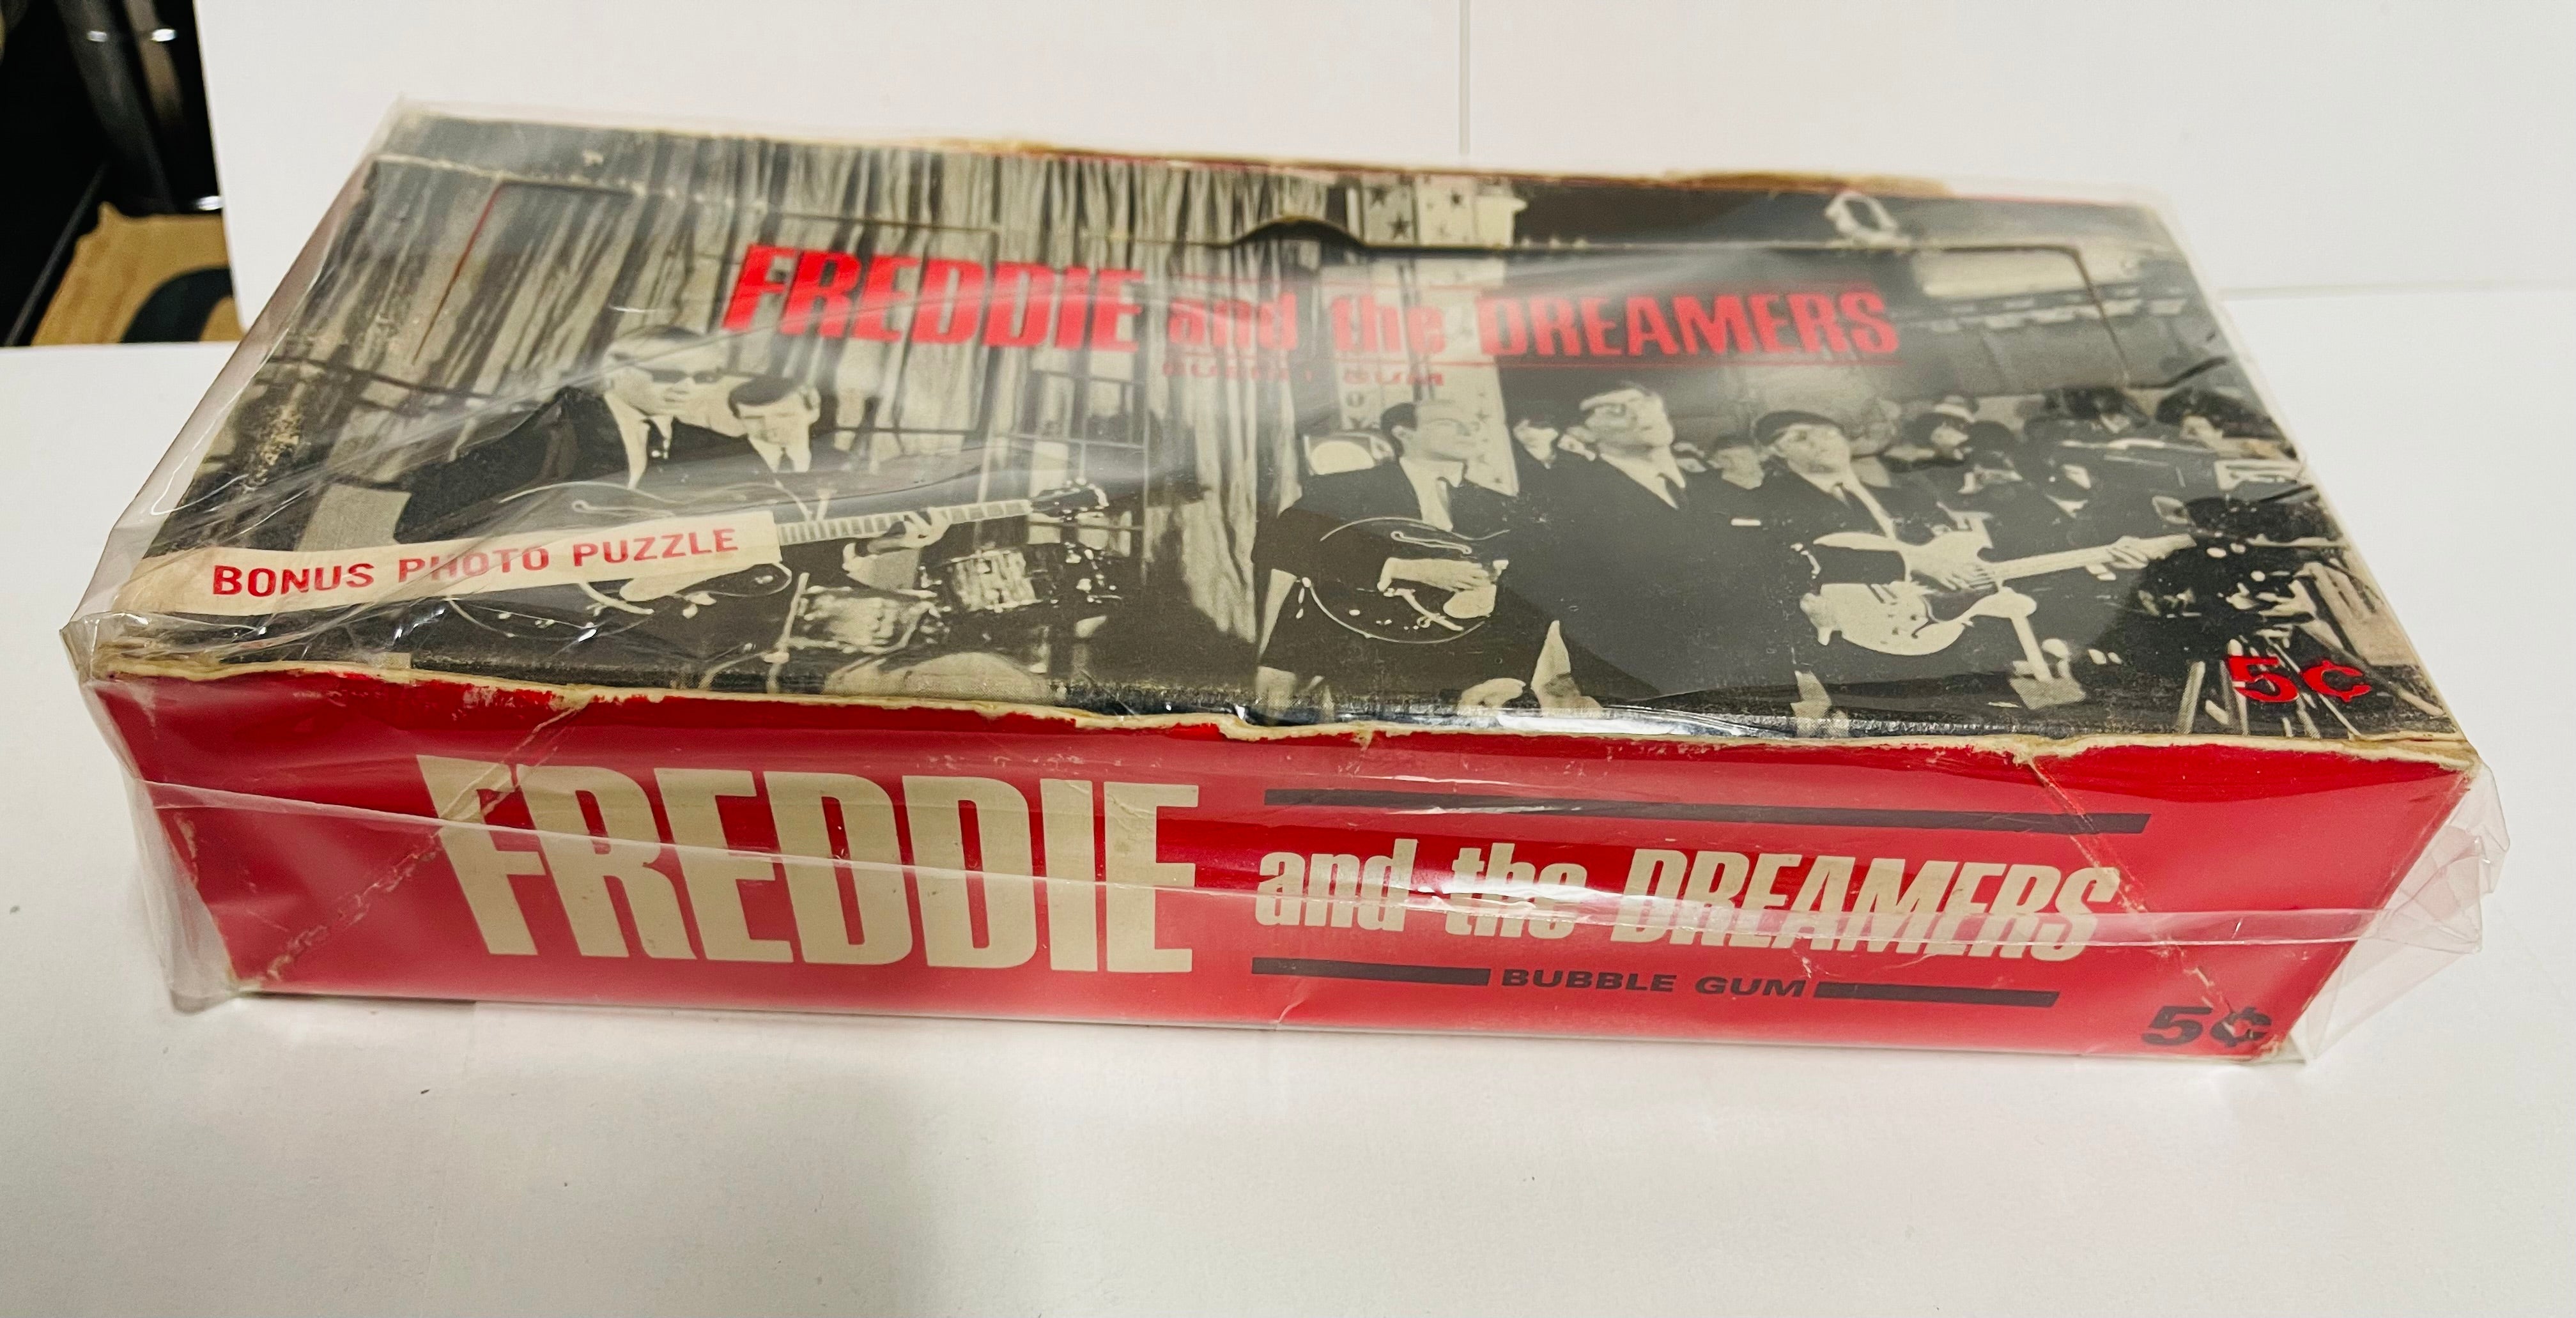 FREDDIE and the DREAMERS
BUBBLE GUM
BONUS PHOTO PUZZLE
5¢
FREDDIE and the DREAMERS
BUBBLE GUM
5¢